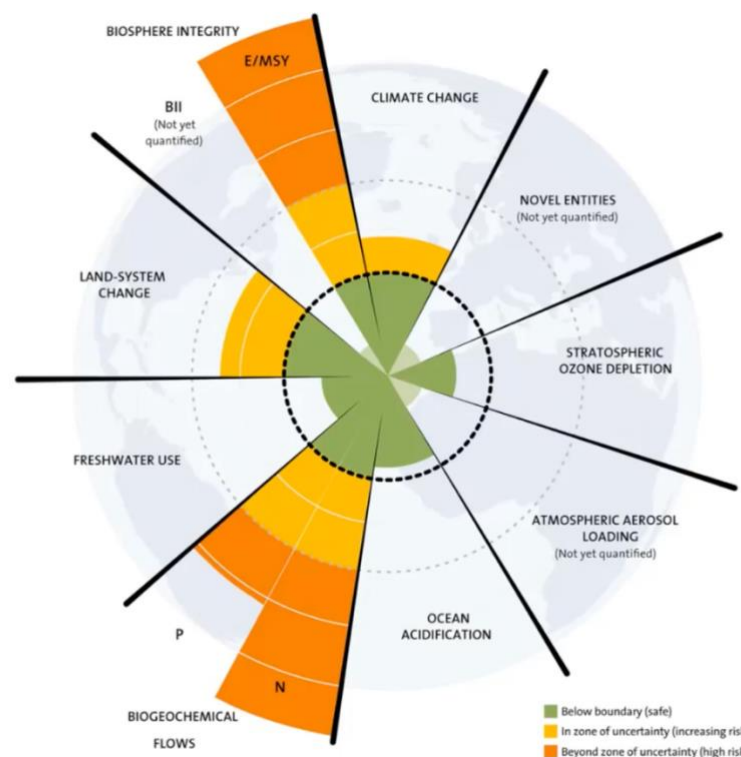 BIOSPHERE INTEGRITY
E/MSY
BII
(Not yet
quantified)
CLIMATE CHANGE
NOVEL ENTITIES
(Not yet quantified)
LAND-SYSTEM
CHANGE
STRATOSPHERIC
OZONE DEPLETION
FRESHWATER USE
ATMOSPHERIC AEROSOL
LOADING
(Not yet quantified)
OCEAN
ACIDIFICATION
P
N
BIOGEOCHEMICAL
FLOWS
Below boundary (safe)
In zone of uncertainty (increasing risk
Beyond zone of uncertainty (high risk)